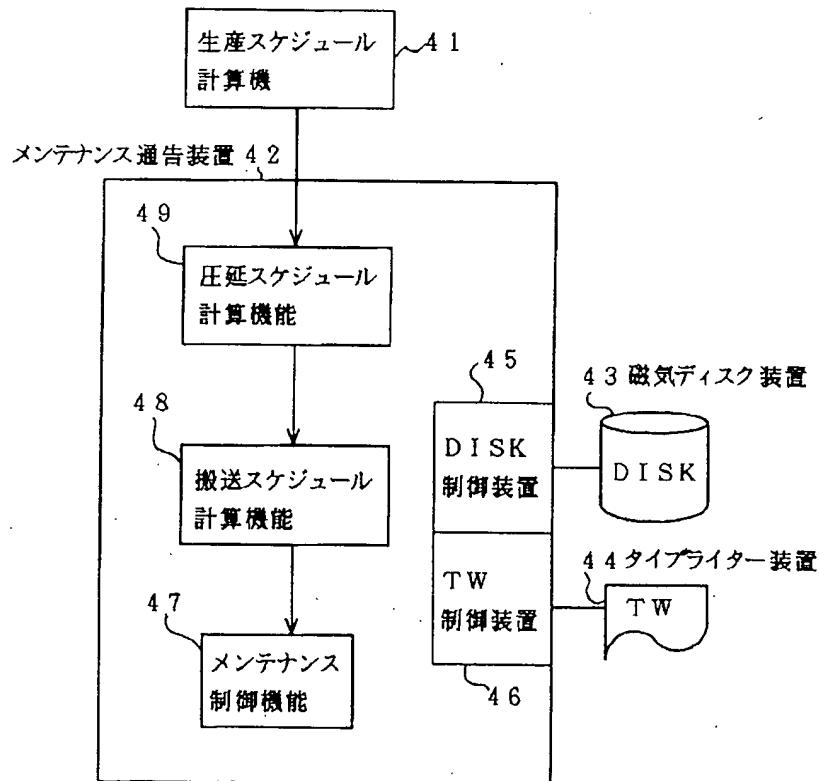 生産スケジュール
計算機
41
メンテナンス通告装置 42
49
圧延スケジュール
計算機能
48
搬送スケジュール
計算機能
47
メンテナンス
制御機能
45
DISK
制御装置
43 磁気ディスク装置
DISK
TW
制御装置
46
44 タイプライター装置
TW